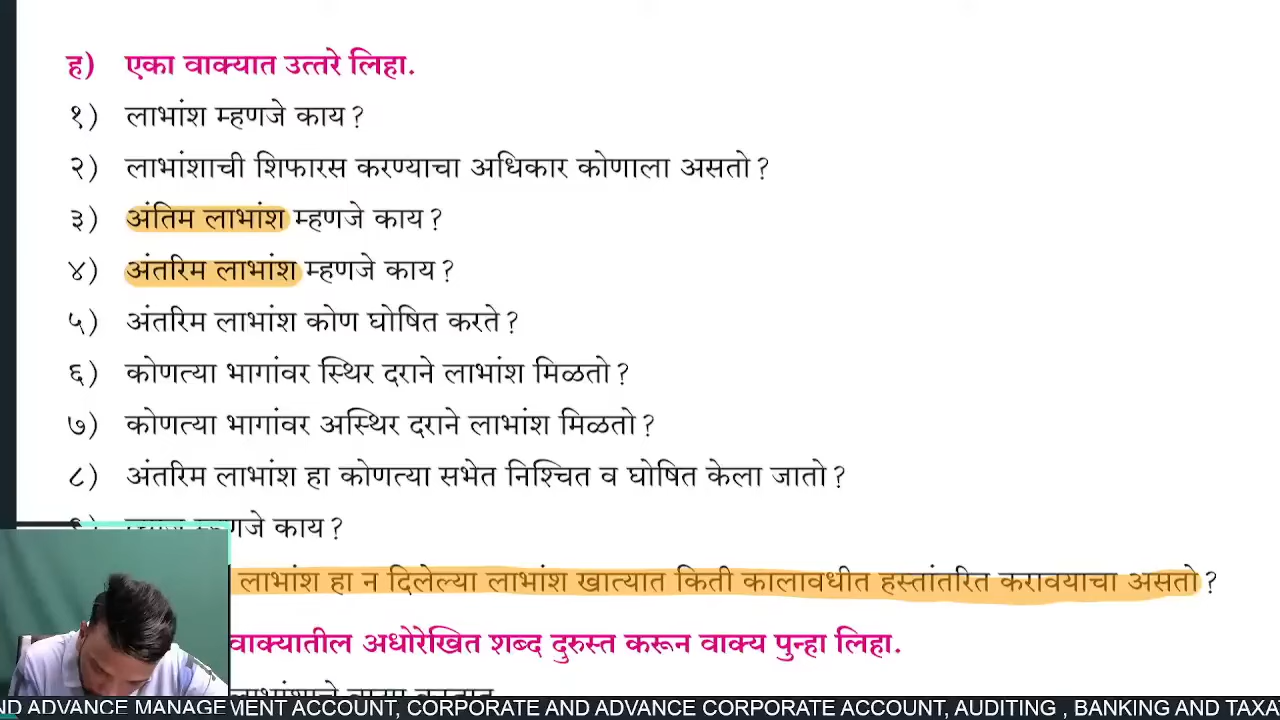 ह) एका वाक्यात उत्तरे लिहा.
१) लाभांश म्हणजे काय?
२) लाभांशाची शिफारस करण्याचा अधिकार कोणाला असतो?
३) अंतिम लाभांश म्हणजे काय?
४) अंतरिम लाभांश म्हणजे काय?
५) अंतरिम लाभांश कोण घोषित करते?
६) कोणत्या भागांवर स्थिर दराने लाभांश मिळतो?
७) कोणत्या भागांवर अस्थिर दराने लाभांश मिळतो?
८) अंतरिम लाभांश हा कोणत्या सभेत निश्चित व घोषित केला जातो?
म्हणजे काय?
लाभांश हा न दिलेल्या लाभांश खात्यात किती कालावधीत हस्तांतरित करावयाचा असतो?
वाक्यातील अधोरेखित शब्द दुरुस्त करून वाक्य पुन्हा लिहा.
ND ADVANCE MANAGEMENT ACCOUNT, CORPORATE AND ADVANCE CORPORATE ACCOUNT, AUDITING , BANKING AND TAXA